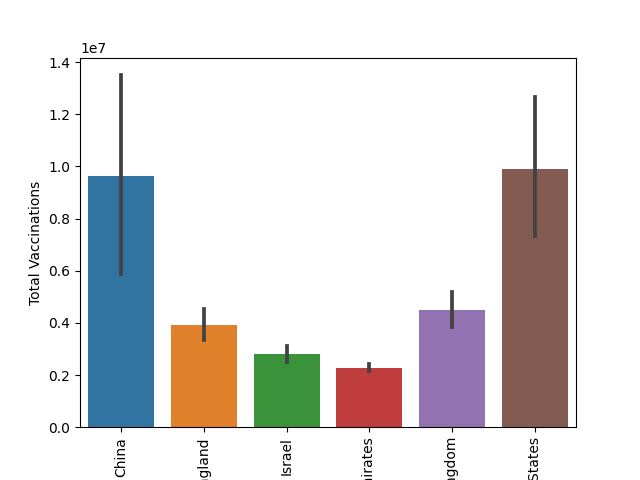 1e7
1.4
1.2
1.0
0.8
0.6
0.4
0.2
0.0
Total Vaccinations
China
gland
Israel
irates
gdom
States